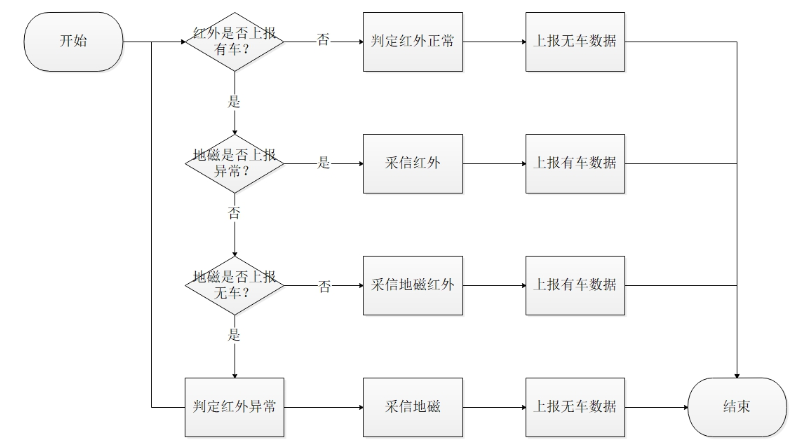 开始
红外是否上报
有车？
否
判定红外正常
上报无车数据
是
地磁是否上报
异常？
是
采信红外
上报有车数据
否
地磁是否上报
无车？
否
采信地磁红外
上报有车数据
是
判定红外异常
采信地磁
上报无车数据
结束